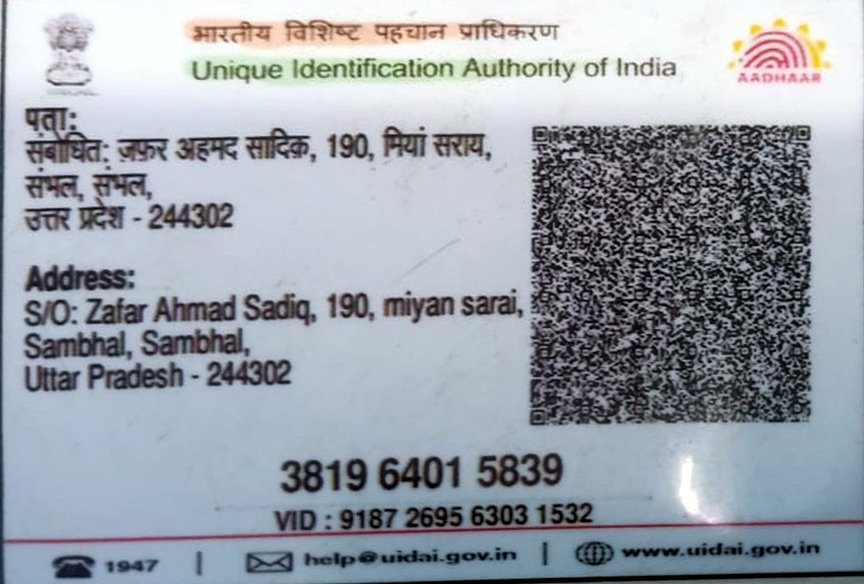 भारतीय विशिष्ट पहचान प्राधिकरण
Unique Identification Authority of India
AADHAAR
पता:
संबोधित: ज़फ़र अहमद सादिक़, 190, मियां सराय,
संभल, संभल,
उत्तर प्रदेश - 244302
Address:
S/O: Zafar Ahmad Sadiq, 190, miyan sarai,
Sambhal, Sambhal,
Uttar Pradesh - 244302
3819 6401 5839
VID : 9187 2695 6303 1532
1947 | help@uidai.gov.in | www.uidai.gov.in